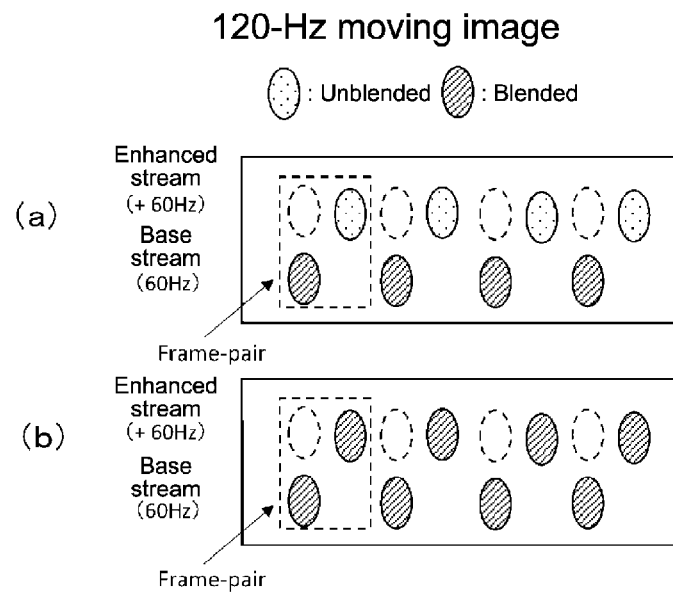 120-Hz moving image
: Unblended : Blended
(a)
Enhanced
stream
(+ 60Hz)
Base
stream
(60Hz)
Frame-pair
(b)
Enhanced
stream
(+ 60Hz)
Base
stream
(60Hz)
Frame-pair